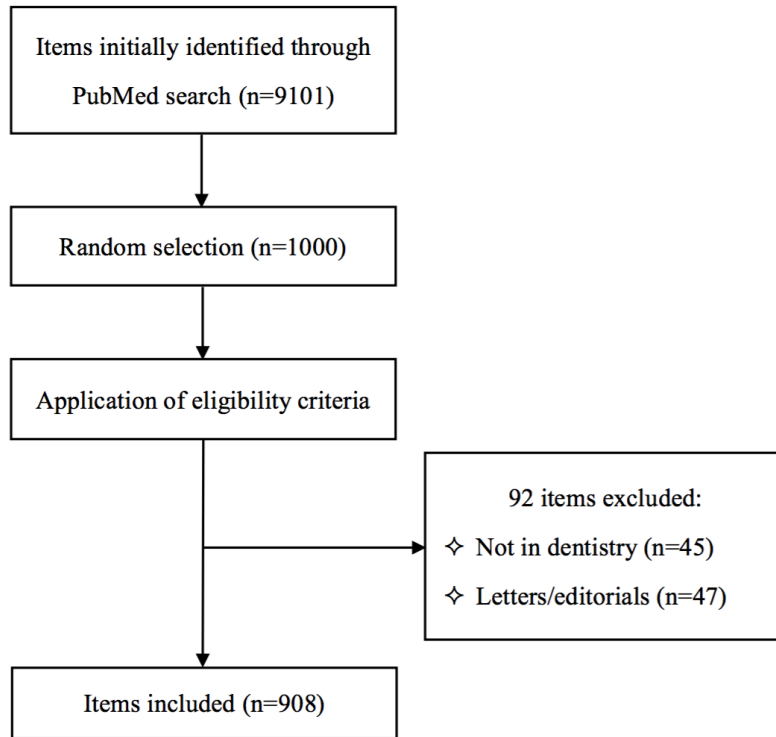 Items initially identified through
PubMed search (n=9101)
Random selection (n=1000)
Application of eligibility criteria
92 items excluded:
✧ Not in dentistry (n=45)
✧ Letters/editorials (n=47)
Items included (n=908)